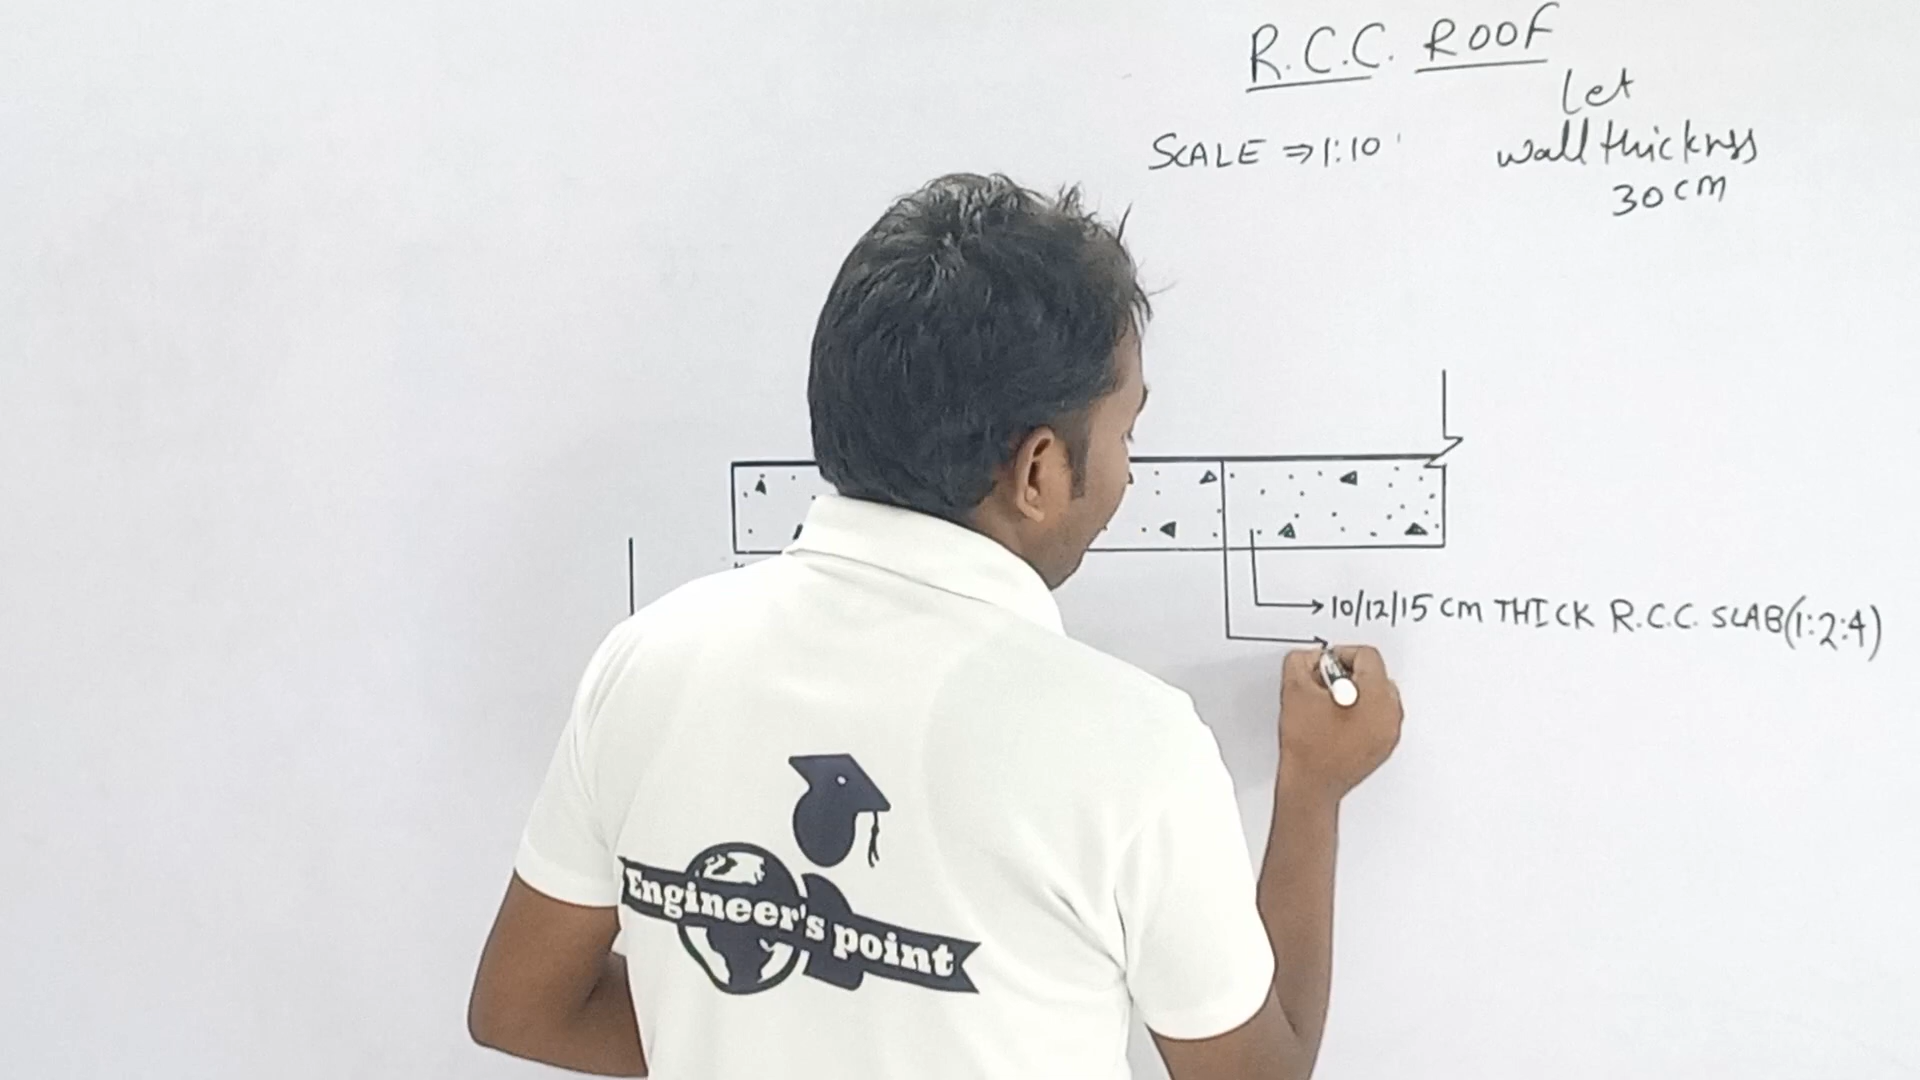 R.C.C. ROOF
SCALE ⇒ 1:10
let
wall thickness
30 cm
10/12/15 CM THICK R.C.C. SLAB (1:2:4)
Engineer's point